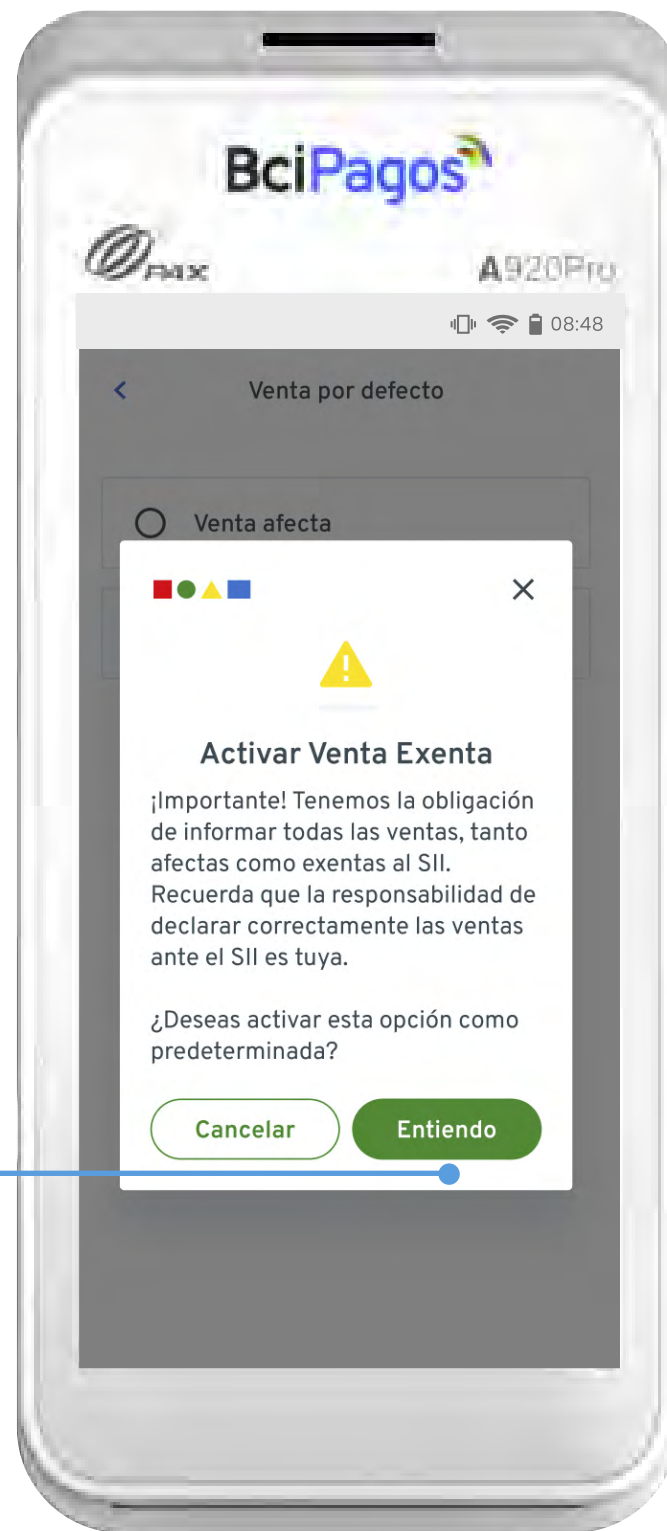 BciPagos
PAX
A920Pro
08:48
Venta por defecto
Venta afecta
Activar Venta Exenta
¡Importante! Tenemos la obligación
de informar todas las ventas, tanto
afectas como exentas al SII.
Recuerda que la responsabilidad de
declarar correctamente las ventas
ante el SII es tuya.
¿Deseas activar esta opción como
predeterminada?
Cancelar
Entiendo